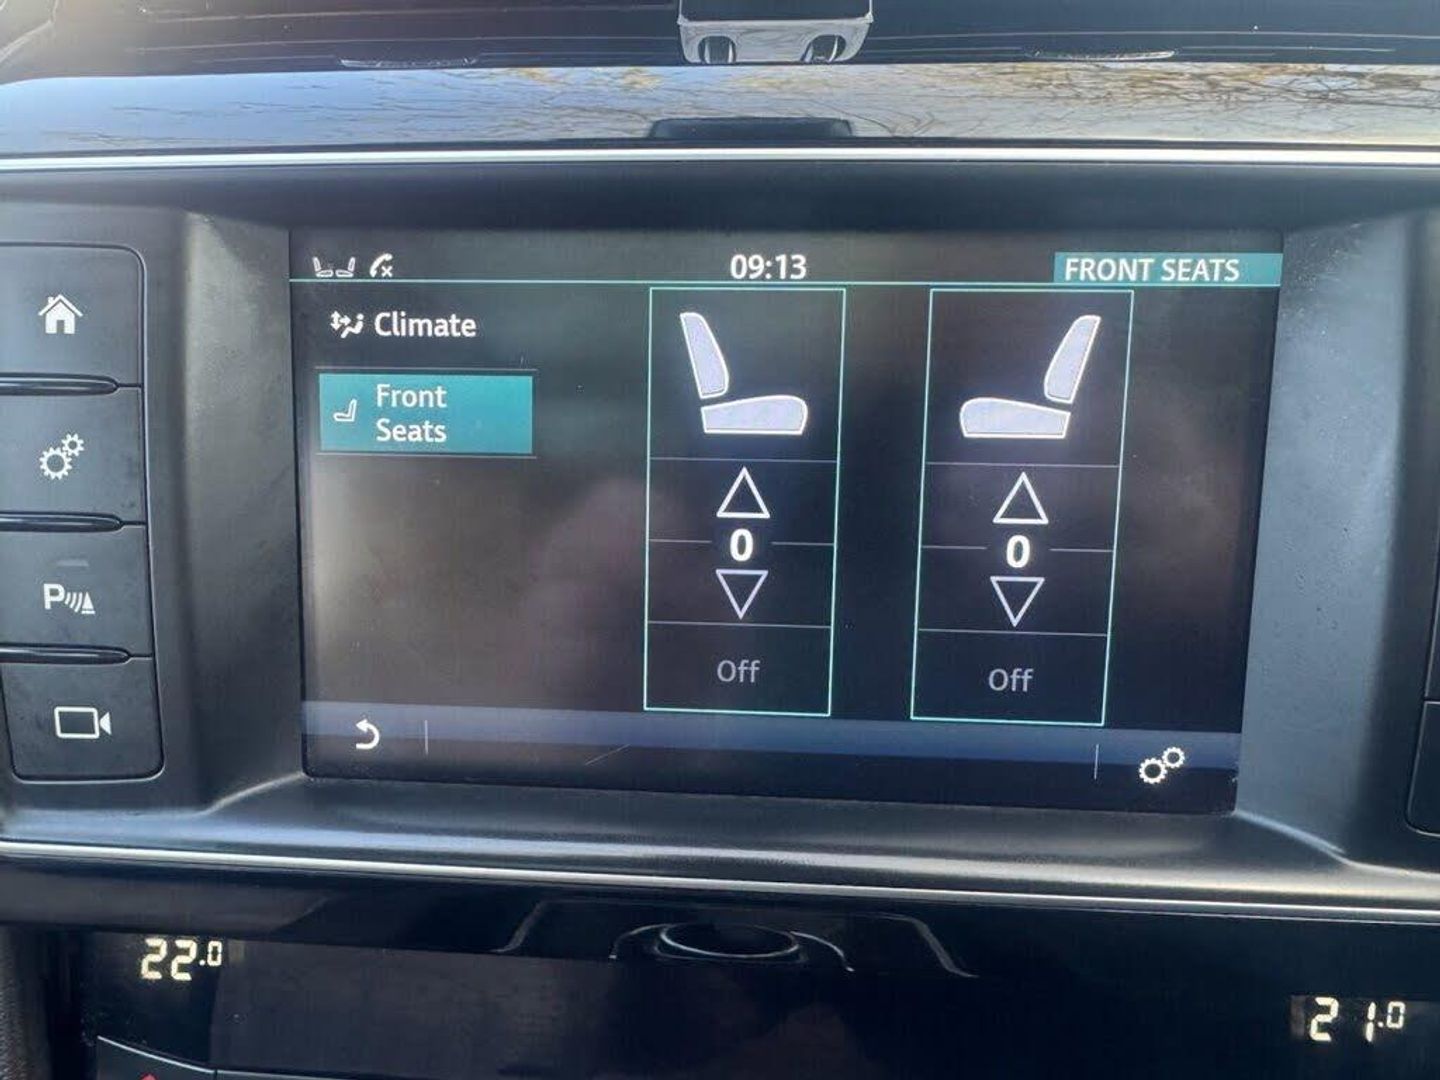 09:13
FRONT SEATS
Climate
Front
Seats
0
0
Off
Off
P
22.0
21.0